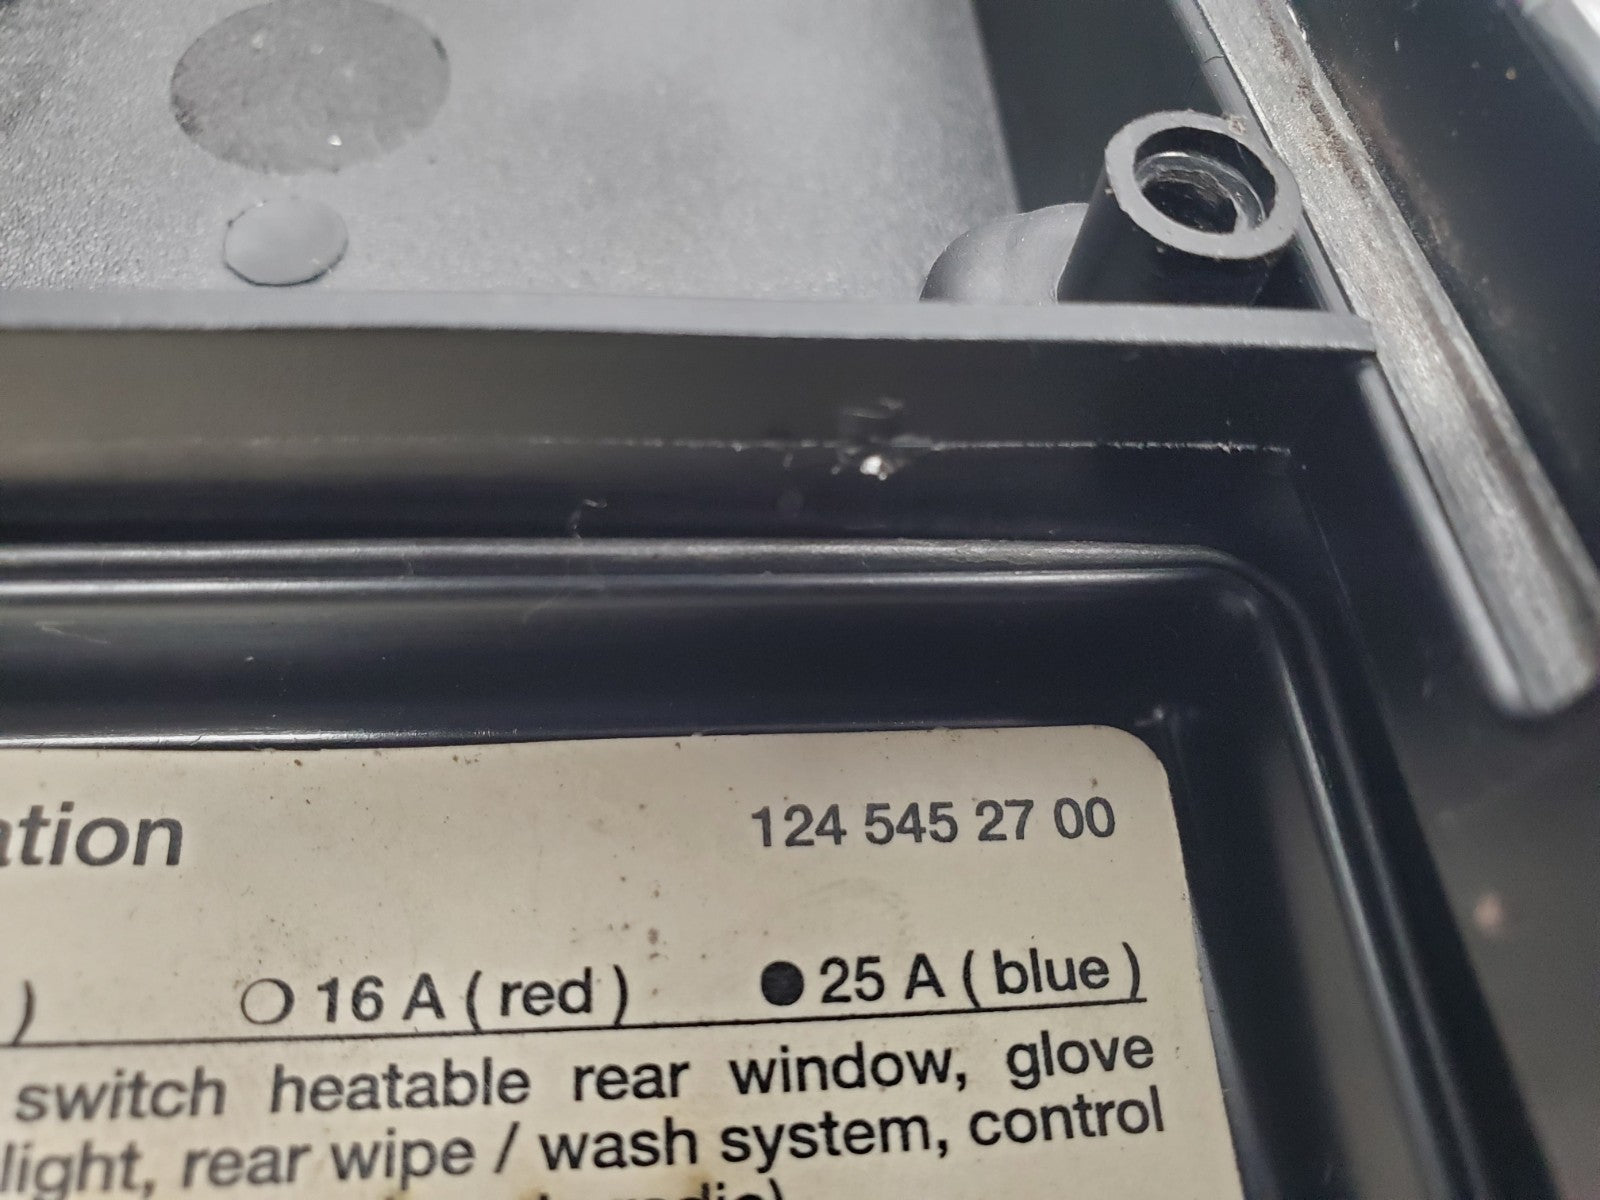 ation 124 545 27 00
) ○ 16 A ( red ) ● 25 A ( blue )
switch heatable rear window, glove
light, rear wipe / wash system, control
radio)